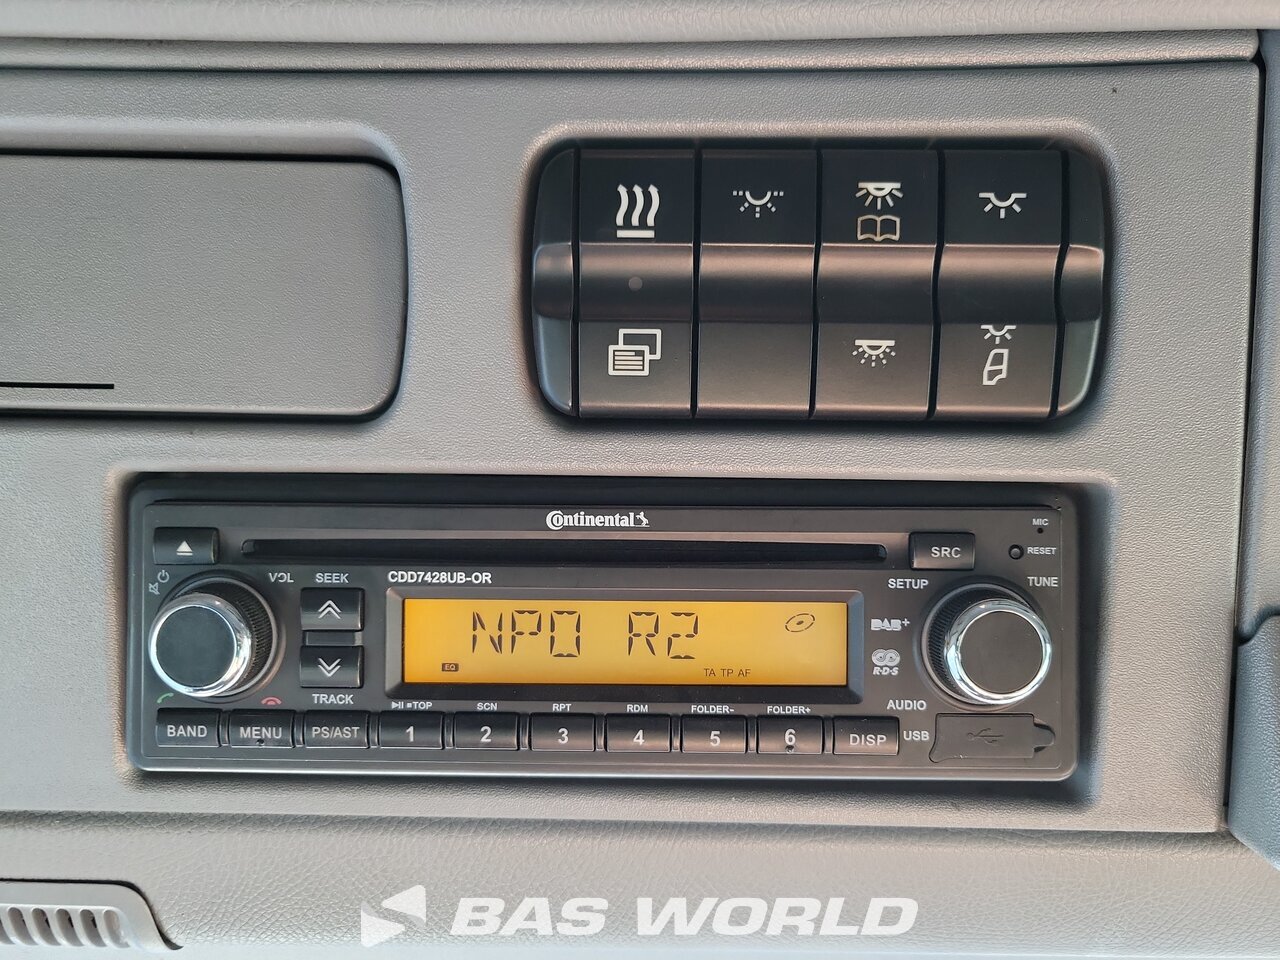 Continental
MIC
SRC
RESET
VOL
SEEK
CDD7428UB-OR
SETUP
TUNE
NPO R2
DAB+
EQ
TA TP AF
R·D·S
TRACK
TOP
SCN
RPT
RDM
FOLDER-
FOLDER+
AUDIO
BAND
MENU
PS/AST
1
2
3
4
5
6
DISP
USB
BAS WORLD